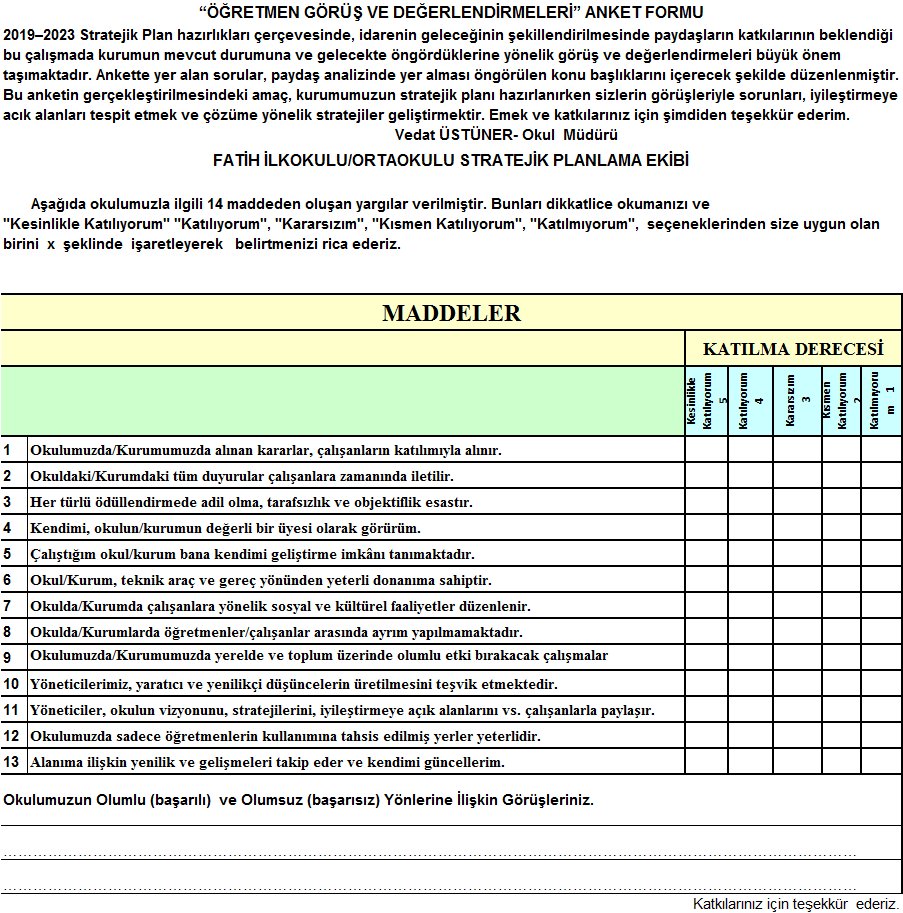 “ÖĞRETMEN GÖRÜŞ VE DEĞERLENDİRMELERİ” ANKET FORMU
2019–2023 Stratejik Plan hazırlıkları çerçevesinde, idarenin geleceğinin şekillendirilmesinde paydaşların katkılarının beklendiği
bu çalışmada kurumun mevcut durumuna ve gelecekte öngördüklerine yönelik görüş ve değerlendirmeleri büyük önem
taşımaktadır. Ankette yer alan sorular, paydaş analizinde yer alması öngörülen konu başlıklarını içerecek şekilde düzenlenmiştir.
Bu anketin gerçekleştirilmesindeki amaç, kurumumuzun stratejik planı hazırlanırken sizlerin görüşleriyle sorunları, iyileştirmeye
acık alanları tespit etmek ve çözüme yönelik stratejiler geliştirmektir. Emek ve katkılarınız için şimdiden teşekkür ederim.
Vedat ÜSTÜNER- Okul Müdürü
FATİH İLKOKULU/ORTAOKULU STRATEJİK PLANLAMA EKİBİ
Aşağıda okulumuzla ilgili 14 maddeden oluşan yargılar verilmiştir. Bunları dikkatlice okumanızı ve
"Kesinlikle Katılıyorum" "Katılıyorum", "Kararsızım", "Kısmen Katılıyorum", "Katılmıyorum", seçeneklerinden size uygun olan
birini x şeklinde işaretleyerek belirtmenizi rica ederiz.
MADDELER
KATILMA DERECESİ
Kesinlikle
Katılıyorum
5
Katılıyorum
4
Kararsızım
3
Kısmen
Katılıyorum
2
Katılmıyoru
m 1
1 Okulumuzda/Kurumumuzda alınan kararlar, çalışanların katılımıyla alınır.
2 Okuldaki/Kurumdaki tüm duyurular çalışanlara zamanında iletilir.
3 Her türlü ödüllendirmede adil olma, tarafsızlık ve objektiflik esastır.
4 Kendimi, okulun/kurumun değerli bir üyesi olarak görürüm.
5 Çalıştığım okul/kurum bana kendimi geliştirme imkânı tanımaktadır.
6 Okul/Kurum, teknik araç ve gereç yönünden yeterli donanıma sahiptir.
7 Okulda/Kurumda çalışanlara yönelik sosyal ve kültürel faaliyetler düzenlenir.
8 Okulda/Kurumlarda öğretmenler/çalışanlar arasında ayrım yapılmamaktadır.
9 Okulumuzda/Kurumumuzda yerelde ve toplum üzerinde olumlu etki bırakacak çalışmalar
10 Yöneticilerimiz, yaratıcı ve yenilikçi düşüncelerin üretilmesini teşvik etmektedir.
11 Yöneticiler, okulun vizyonunu, stratejilerini, iyileştirmeye açık alanlarını vs. çalışanlarla paylaşır.
12 Okulumuzda sadece öğretmenlerin kullanımına tahsis edilmiş yerler yeterlidir.
13 Alanıma ilişkin yenilik ve gelişmeleri takip eder ve kendimi güncellerim.
Okulumuzun Olumlu (başarılı) ve Olumsuz (başarısız) Yönlerine İlişkin Görüşleriniz.
Katkılarınız için teşekkür ederiz.